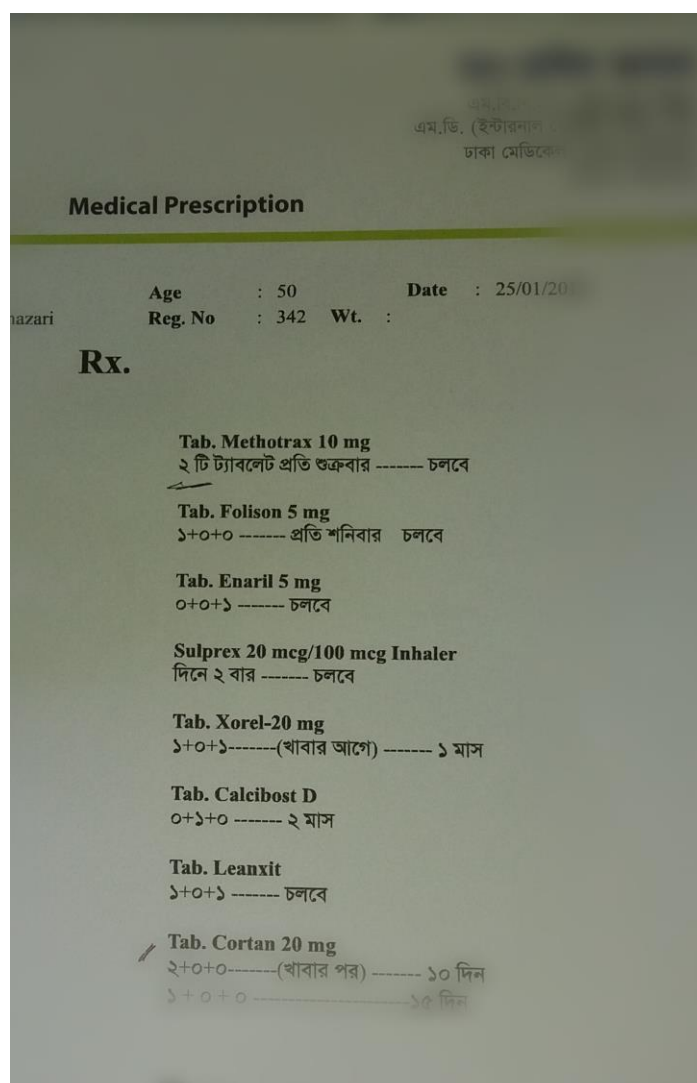 এম.ডি. (ইন্টারনাল
ঢাকা মেডিকেল
Medical Prescription
Age : 50 Date : 25/01/20
hazari Reg. No : 342 Wt. :
Rx.
Tab. Methotrax 10 mg
২ টি ট্যাবলেট প্রতি শুক্রবার ------- চলবে
Tab. Folison 5 mg
১+০+০ ------- প্রতি শনিবার চলবে
Tab. Enaril 5 mg
০+০+১ ------- চলবে
Sulprex 20 mcg/100 mcg Inhaler
দিনে ২ বার ------- চলবে
Tab. Xorel-20 mg
১+০+১-------(খাবার আগে) ------- ১ মাস
Tab. Calcibost D
০+১+০ ------- ২ মাস
Tab. Leanxit
১+০+১ ------- চলবে
Tab. Cortan 20 mg
২+০+০-------(খাবার পর) ------- ১০ দিন
১+০+০ ----------------------১৫ দিন